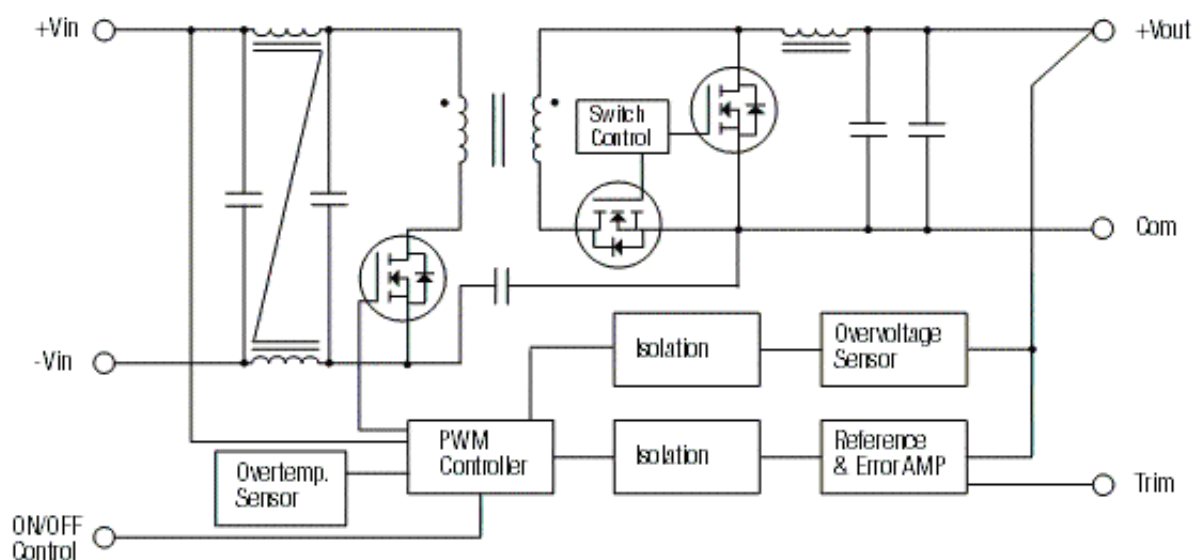 +Vin
+Vout
Switch
Control
Com
-Vin
Isolation
Overvoltage
Sensor
PWM
Controller
Isolation
Reference
& Error AMP
Overtemp.
Sensor
Trim
ON/OFF
Control